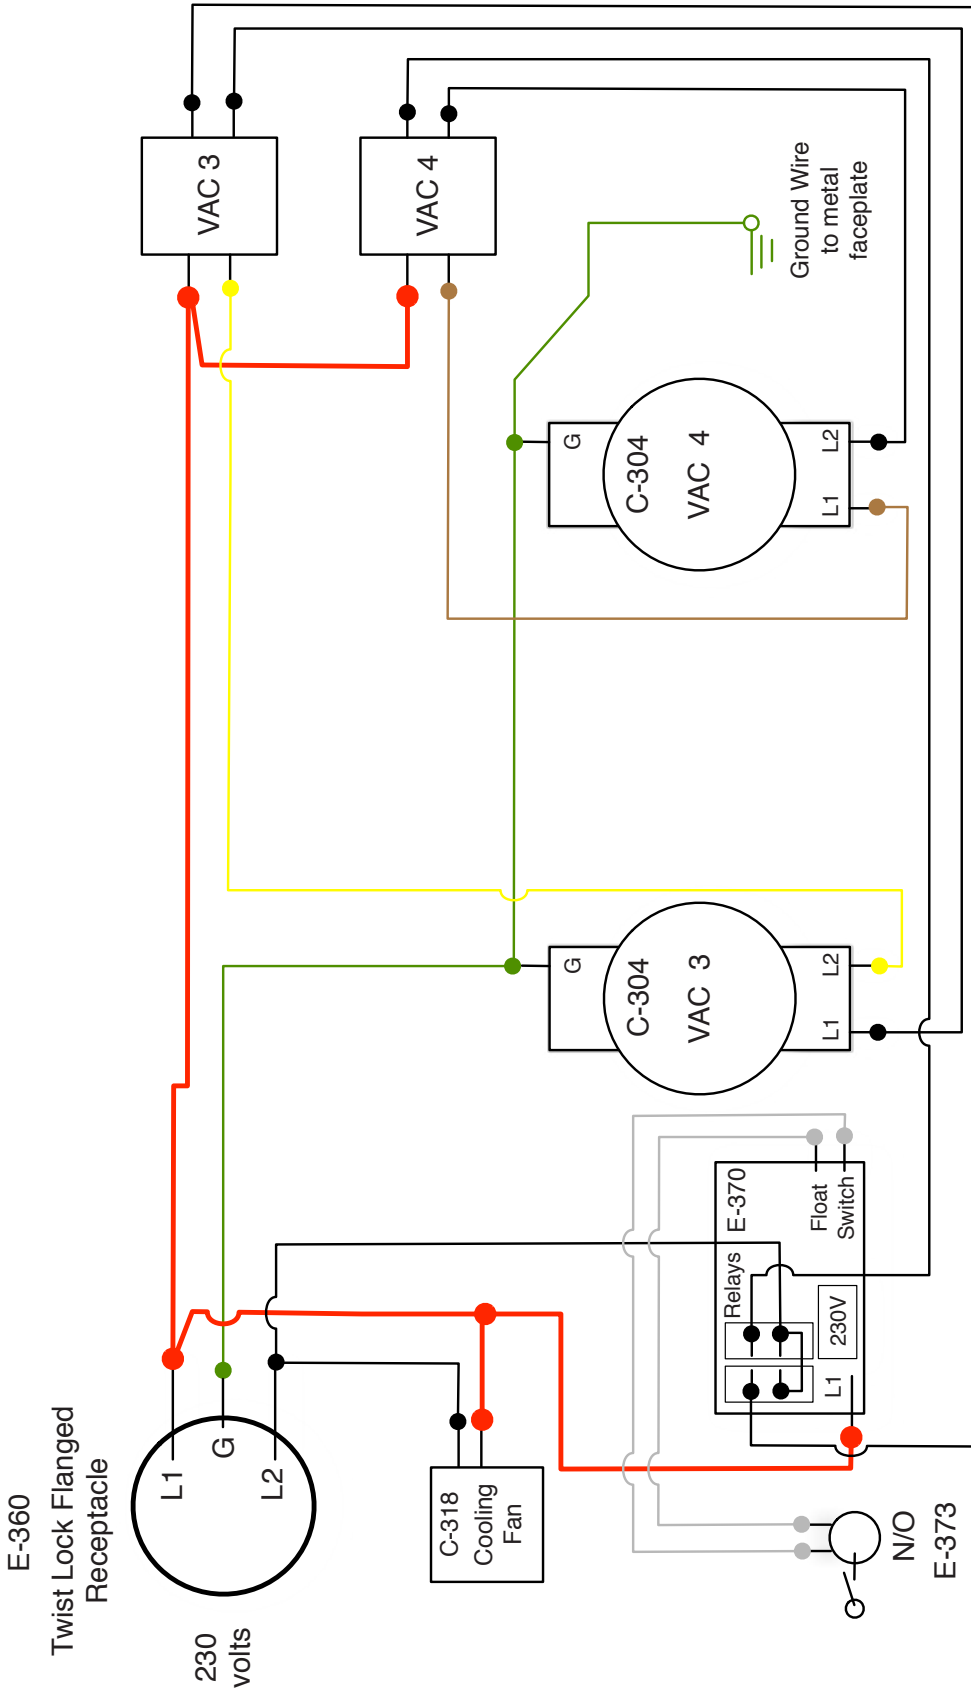 E-360
Twist Lock Flanged
Receptacle
230
volts
L1
G
L2
C-318
Cooling
Fan
N/O
E-373
E-370
Relays
Float
Switch
230V
L1
G
C-304
VAC 3
L1
L2
G
C-304
VAC 4
L1
L2
VAC 3
VAC 4
Ground Wire
to metal
faceplate